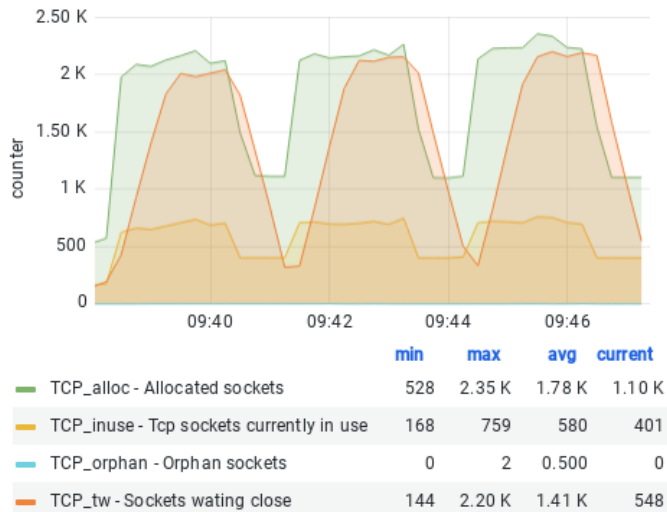 2.50 K
2 K
1.50 K
1 K
500
0
counter
09:40 09:42 09:44 09:46
min max avg current
TCP_alloc - Allocated sockets 528 2.35 K 1.78 K 1.10 K
TCP_inuse - Tcp sockets currently in use 168 759 580 401
TCP_orphan - Orphan sockets 0 2 0.500 0
TCP_tw - Sockets wating close 144 2.20 K 1.41 K 548